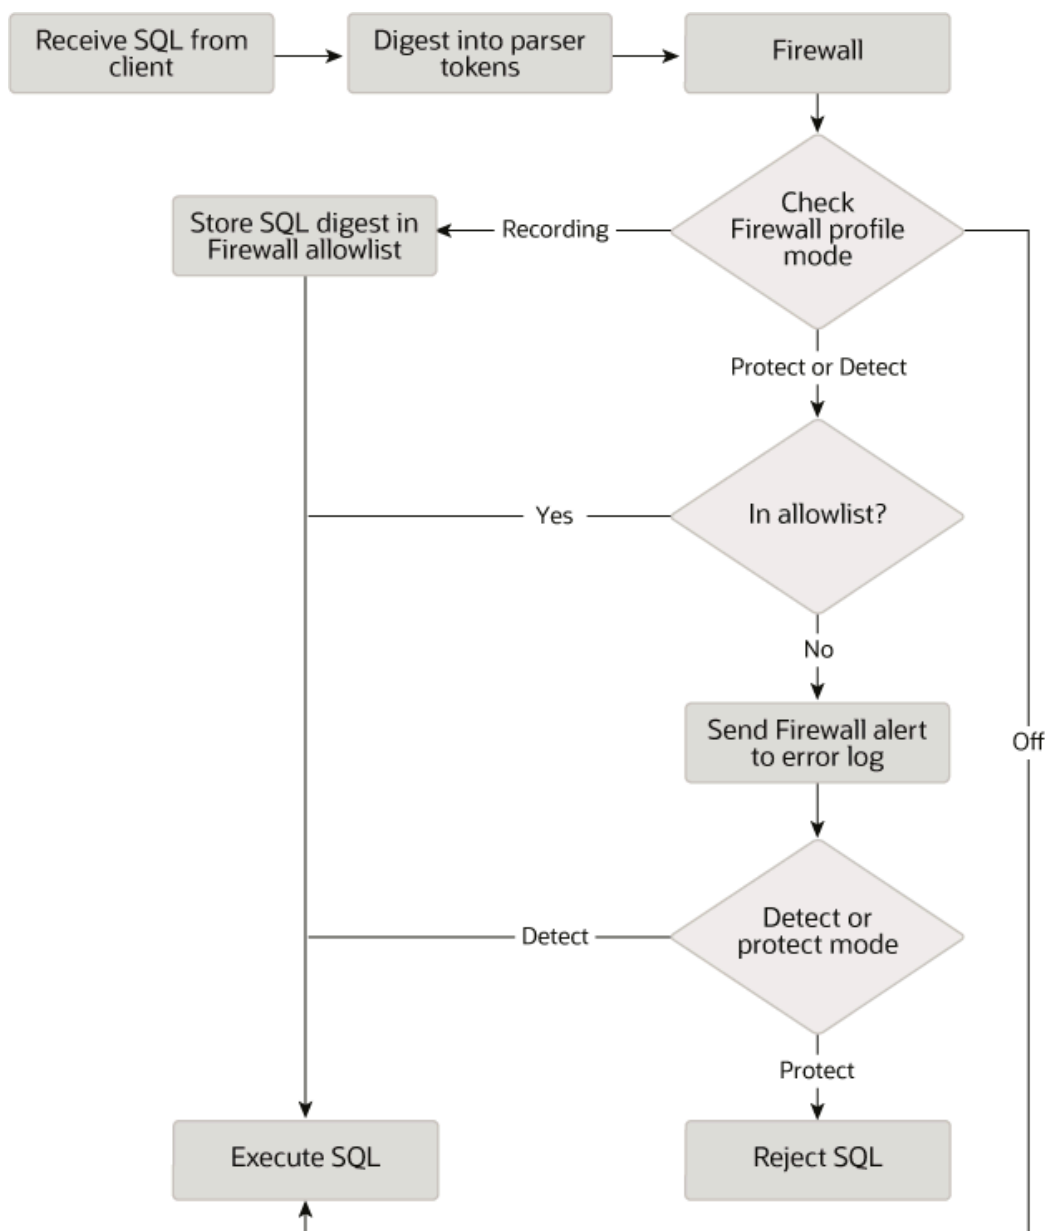 Receive SQL from
client
Digest into parser
tokens
Firewall
Check
Firewall profile
mode
Recording
Store SQL digest in
Firewall allowlist
Protect or Detect
In allowlist?
Yes
No
Send Firewall alert
to error log
Off
Detect or
protect mode
Detect
Protect
Execute SQL
Reject SQL